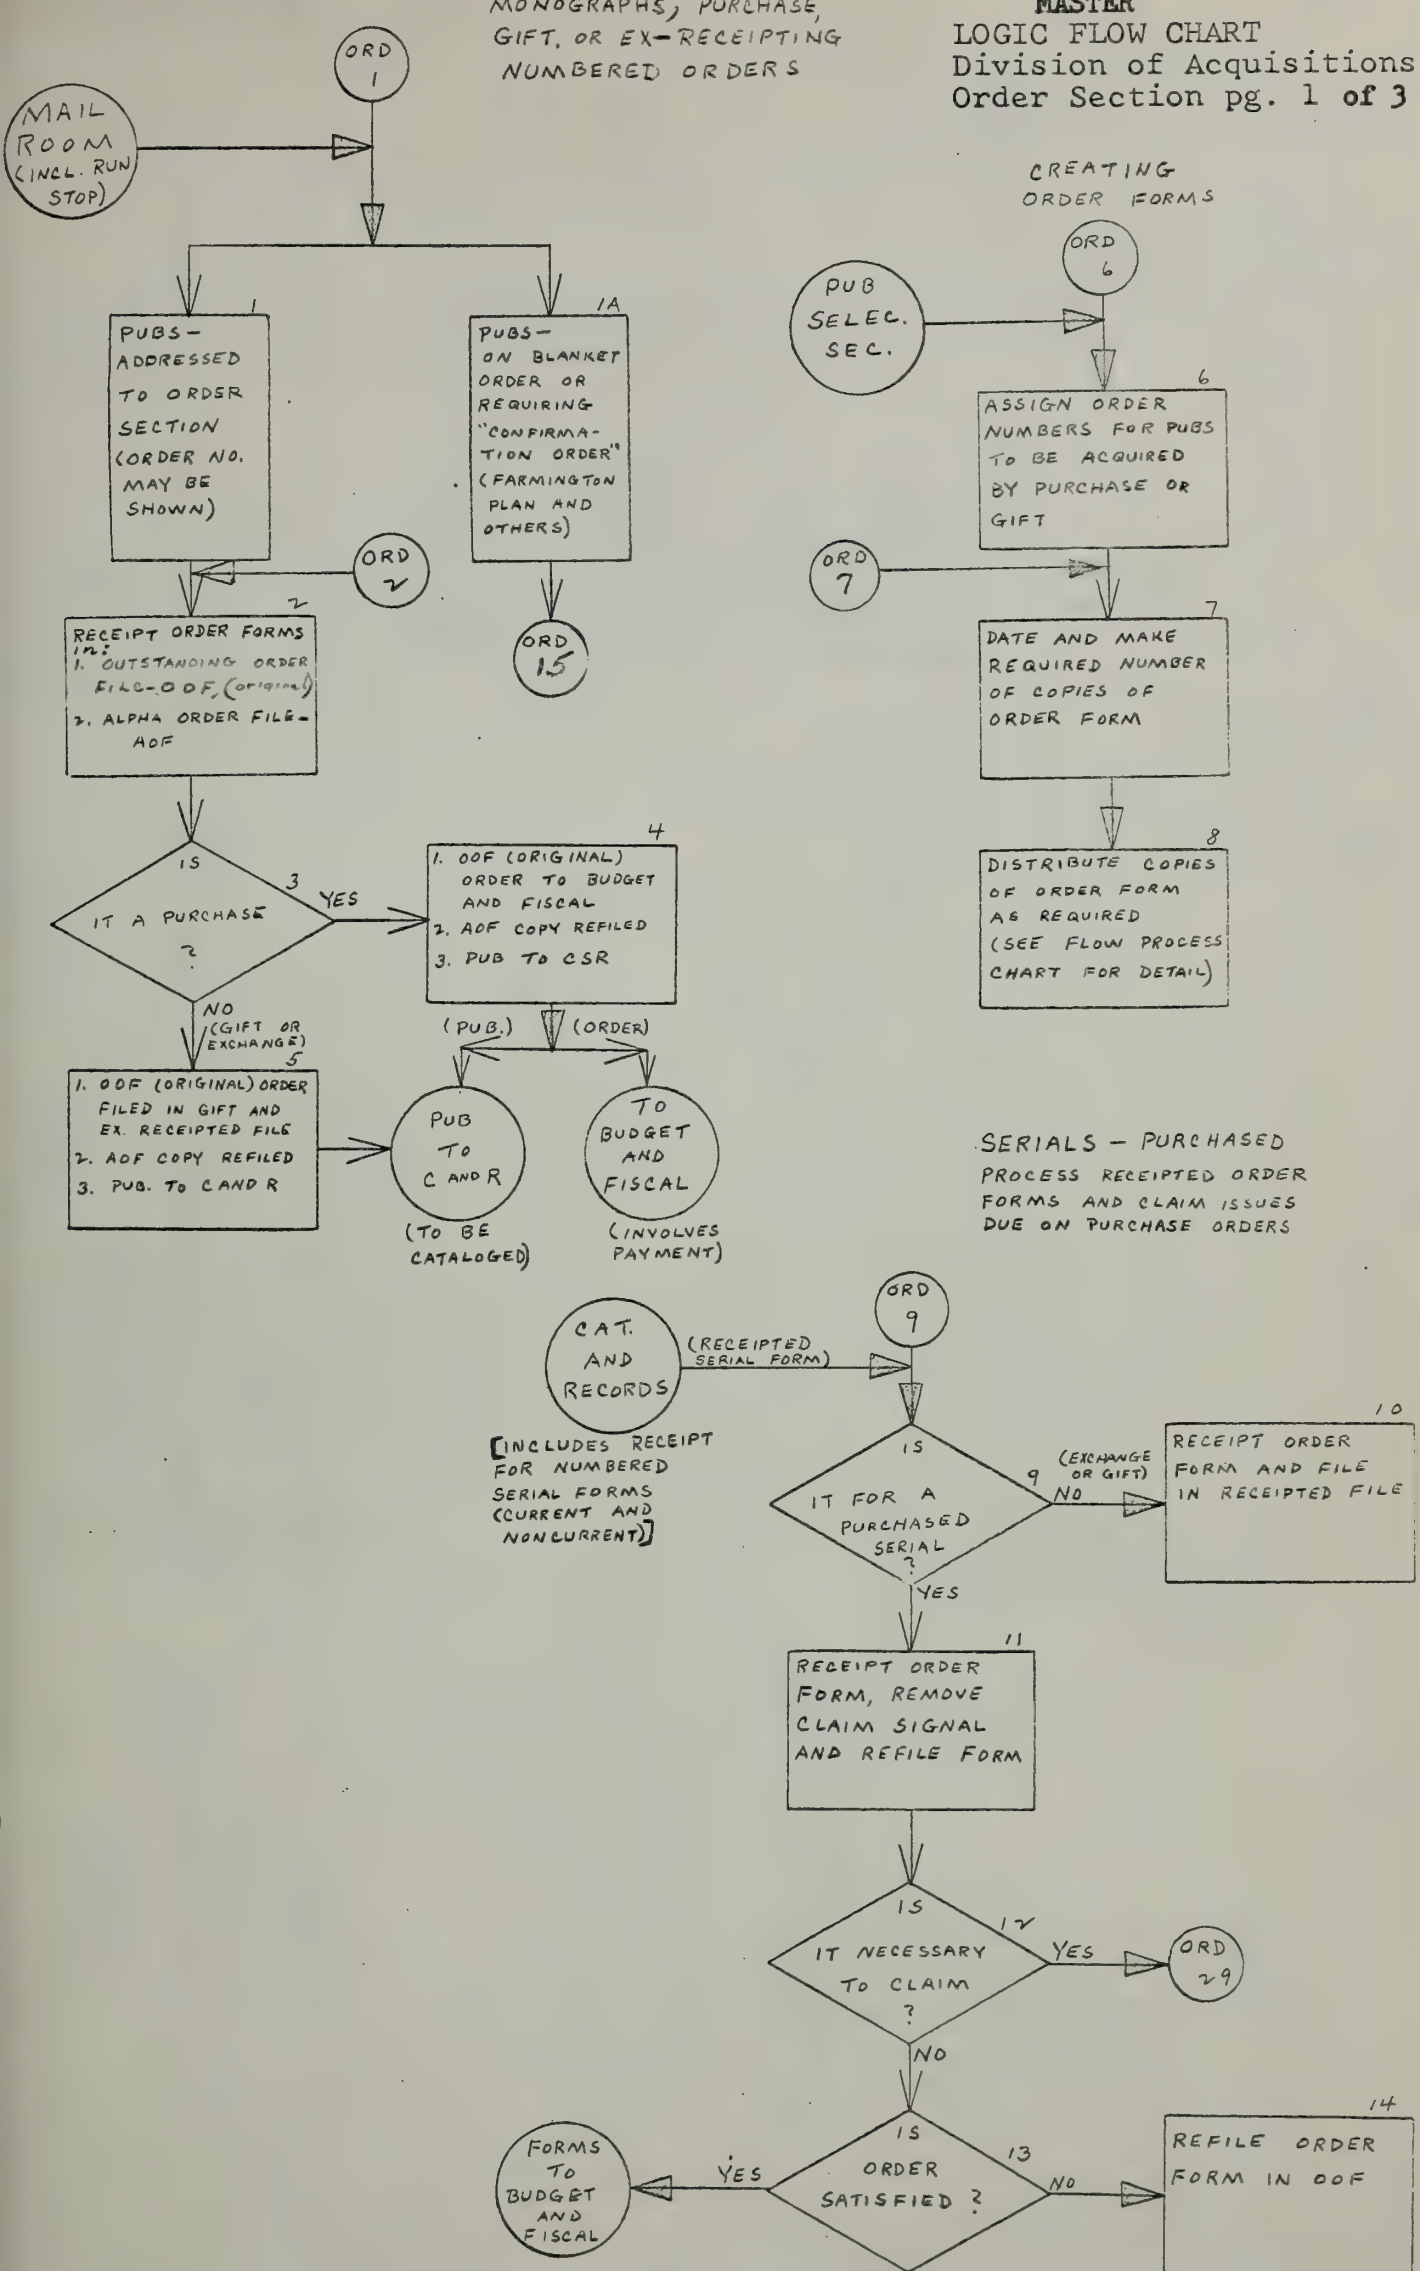 MONOGRAPHS, PURCHASE,
GIFT, OR EX-RECEIPTING
NUMBERED ORDERS
MASTER
LOGIC FLOW CHART
Division of Acquisitions
Order Section pg. 1 of 3
ORD
1
MAIL
ROOM
(INCL. RUN
STOP)
1
PUBS-
ADDRESSED
TO ORDER
SECTION
(ORDER NO.
MAY BE
SHOWN)
1A
PUBS-
ON BLANKET
ORDER OR
REQUIRING
"CONFIRMA-
TION ORDER"
(FARMINGTON
PLAN AND
OTHERS)
ORD
2
ORD
15
2
RECEIPT ORDER FORMS
in:
1. OUTSTANDING ORDER
FILE-OOF, (original)
2. ALPHA ORDER FILE-
AOF
IS
IT A PURCHASE
?
3
YES
NO
(GIFT OR
EXCHANGE)
4
1. OOF (ORIGINAL)
ORDER TO BUDGET
AND FISCAL
2. AOF COPY REFILED
3. PUB TO CSR
(PUB.)
(ORDER)
5
1. OOF (ORIGINAL) ORDER
FILED IN GIFT AND
EX. RECEIPTED FILE
2. AOF COPY REFILED
3. PUB. TO C AND R
PUB
TO
C AND R
(TO BE
CATALOGED)
TO
BUDGET
AND
FISCAL
(INVOLVES
PAYMENT)
CREATING
ORDER FORMS
ORD
6
PUB
SELEC.
SEC.
6
ASSIGN ORDER
NUMBERS FOR PUBS
TO BE ACQUIRED
BY PURCHASE OR
GIFT
ORD
7
7
DATE AND MAKE
REQUIRED NUMBER
OF COPIES OF
ORDER FORM
8
DISTRIBUTE COPIES
OF ORDER FORM
AS REQUIRED
(SEE FLOW PROCESS
CHART FOR DETAIL)
SERIALS - PURCHASED
PROCESS RECEIPTED ORDER
FORMS AND CLAIM ISSUES
DUE ON PURCHASE ORDERS
ORD
9
CAT.
AND
RECORDS
(RECEIPTED
SERIAL FORM)
[INCLUDES RECEIPT
FOR NUMBERED
SERIAL FORMS
(CURRENT AND
NONCURRENT)]
IS
IT FOR A
PURCHASED
SERIAL
?
9
(EXCHANGE
OR GIFT)
NO
YES
10
RECEIPT ORDER
FORM AND FILE
IN RECEIPTED FILE
11
RECEIPT ORDER
FORM, REMOVE
CLAIM SIGNAL
AND REFILE FORM
IS
IT NECESSARY
TO CLAIM
?
12
YES
ORD
29
NO
IS
ORDER
SATISFIED ?
13
YES
NO
FORMS
TO
BUDGET
AND
FISCAL
14
REFILE ORDER
FORM IN OOF